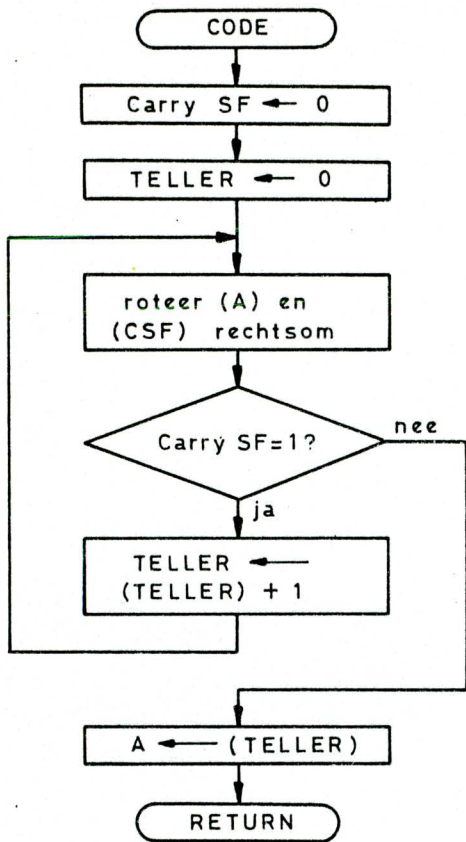 CODE
Carry SF ← 0
TELLER ← 0
roteer (A) en
(CSF) rechtsom
Carry SF=1?
nee
ja
TELLER ←
(TELLER) + 1
A ← (TELLER)
RETURN